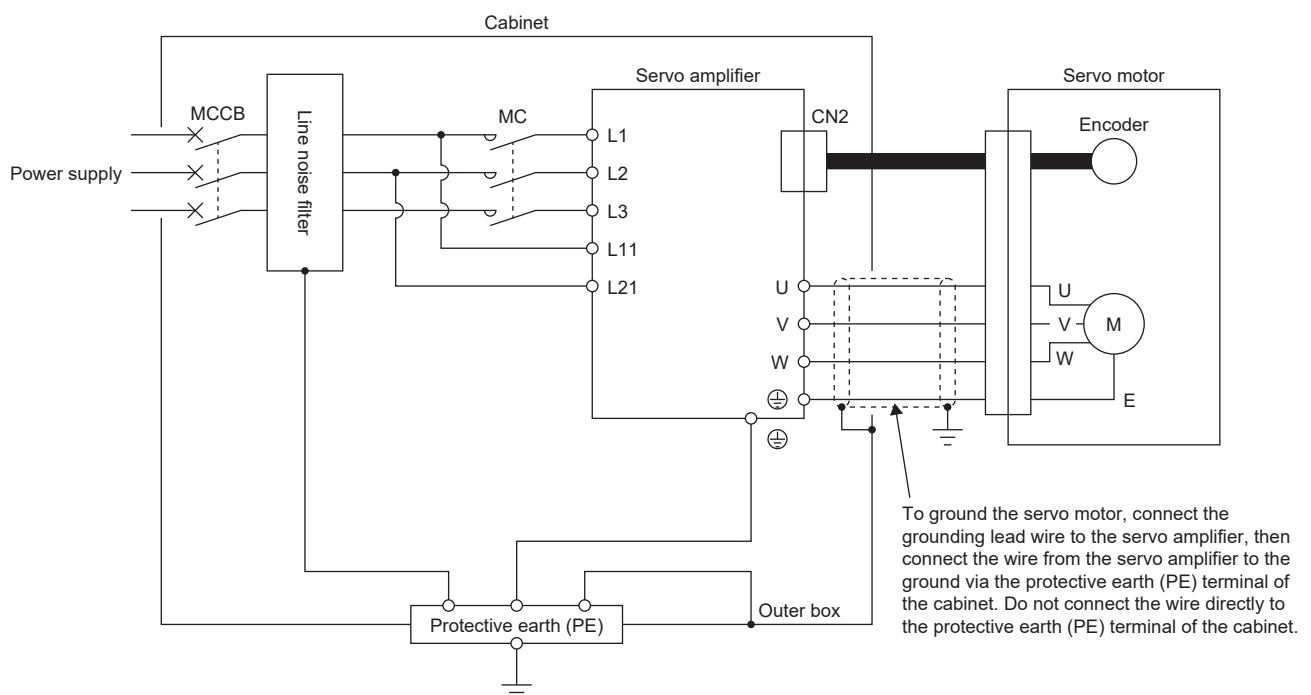 Cabinet
Servo amplifier
Servo motor
MCCB
Line noise filter
MC
CN2
Encoder
L1
Power supply
L2
L3
L11
L21
U
V
W
U
V
W
M
E
To ground the servo motor, connect the
grounding lead wire to the servo amplifier, then
connect the wire from the servo amplifier to the
ground via the protective earth (PE) terminal of
the cabinet. Do not connect the wire directly to
the protective earth (PE) terminal of the cabinet.
Outer box
Protective earth (PE)